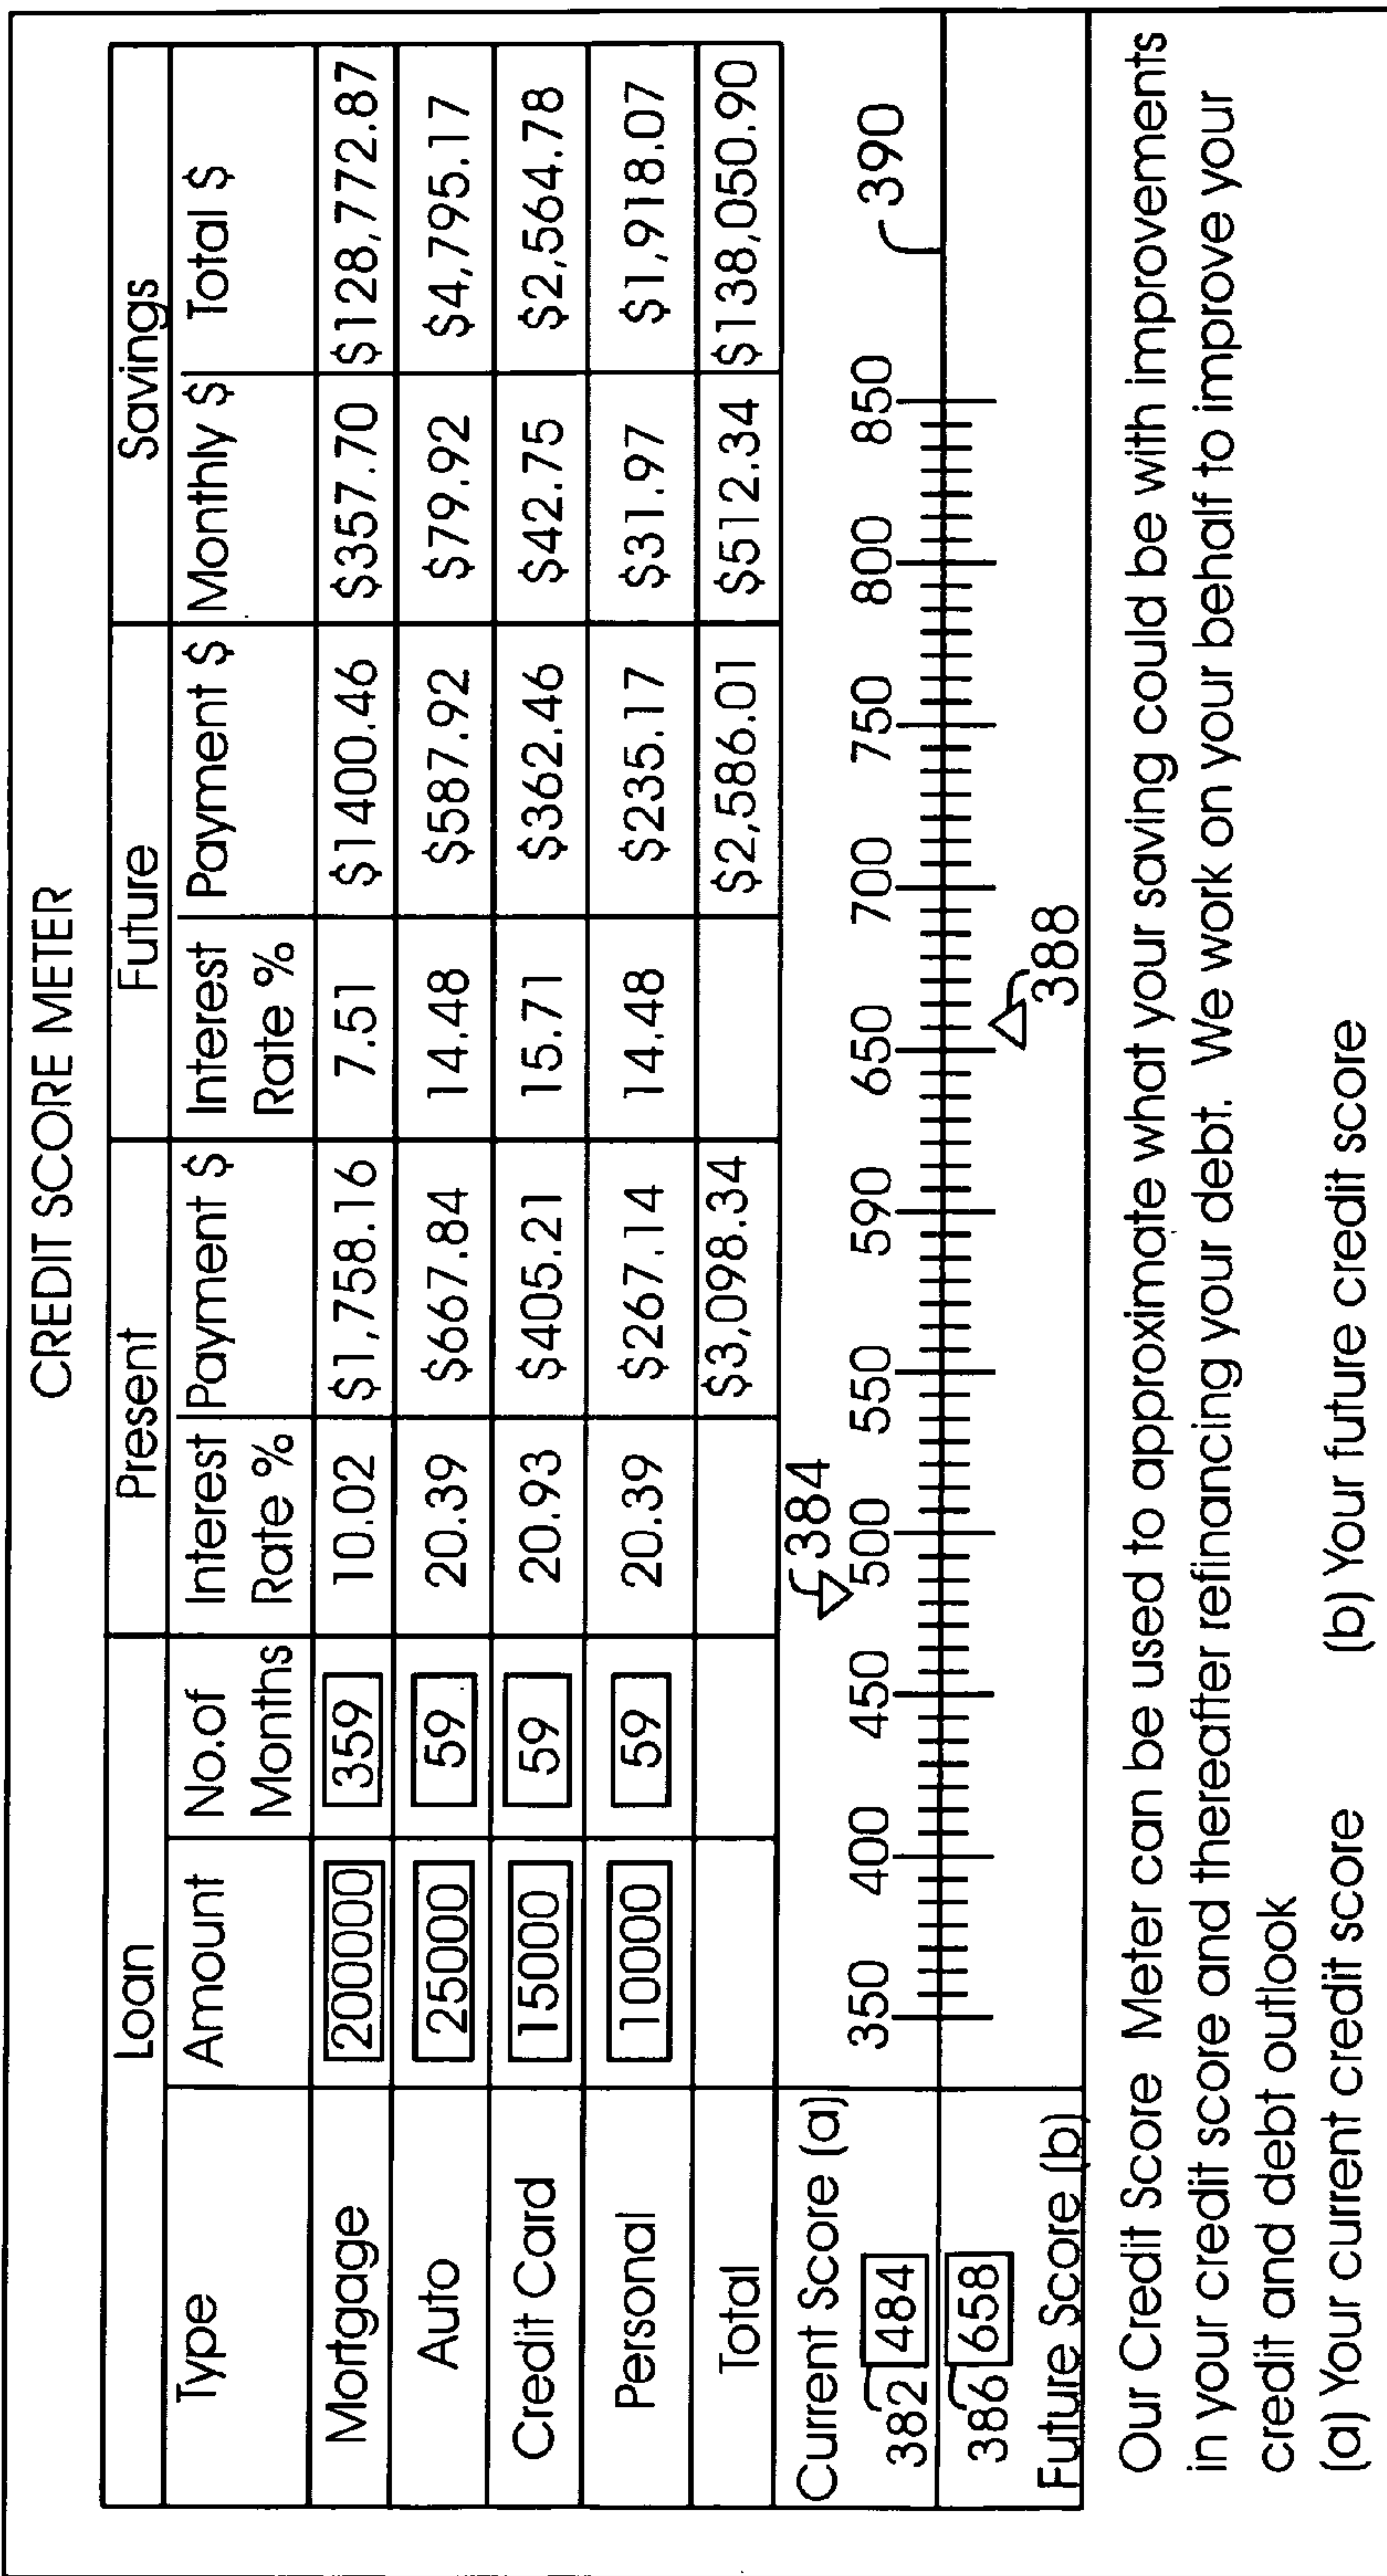 CREDIT SCORE METER
Loan Present Future Savings
Type Amount No.of Months Interest Rate % Payment $ Interest Rate % Payment $ Monthly $ Total $
Mortgage 200000 359 10.02 $1,758.16 7.51 $1400.46 $357.70 $128,772.87
Auto 25000 59 20.39 $667.84 14.48 $587.92 $79.92 $4,795.17
Credit Card 15000 59 20.93 $405.21 15.71 $362.46 $42.75 $2,564.78
Personal 10000 59 20.39 $267.14 14.48 $235.17 $31.97 $1,918.07
Total $3,098.34 $2,586.01 $512.34 $138,050.90
Current Score (a) 384
382 484 350 400 450 500 550 590 650 700 750 800 850 390
386 658
Future Score (b) 388
Our Credit Score Meter can be used to approximate what your saving could be with improvements
in your credit score and thereafter refinancing your debt. We work on your behalf to improve your
credit and debt outlook
(a) Your current credit score (b) Your future credit score